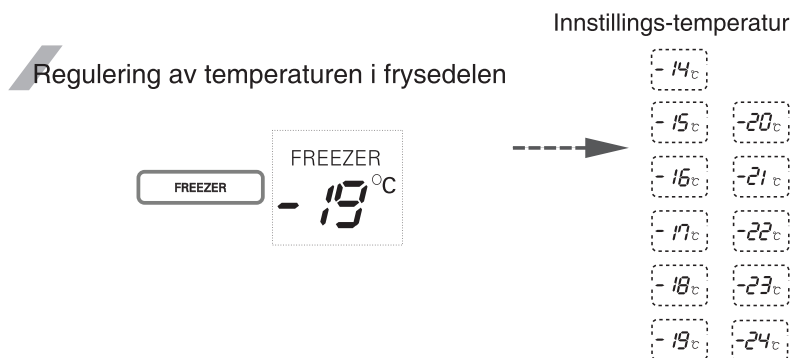 Innstillings-temperatur
Regulering av temperaturen i frysedelen
FREEZER
FREEZER
- 19 °C
- 14 °C
- 15 °C
- 16 °C
- 17 °C
- 18 °C
- 19 °C
-20 °C
-21 °C
-22 °C
-23 °C
-24 °C